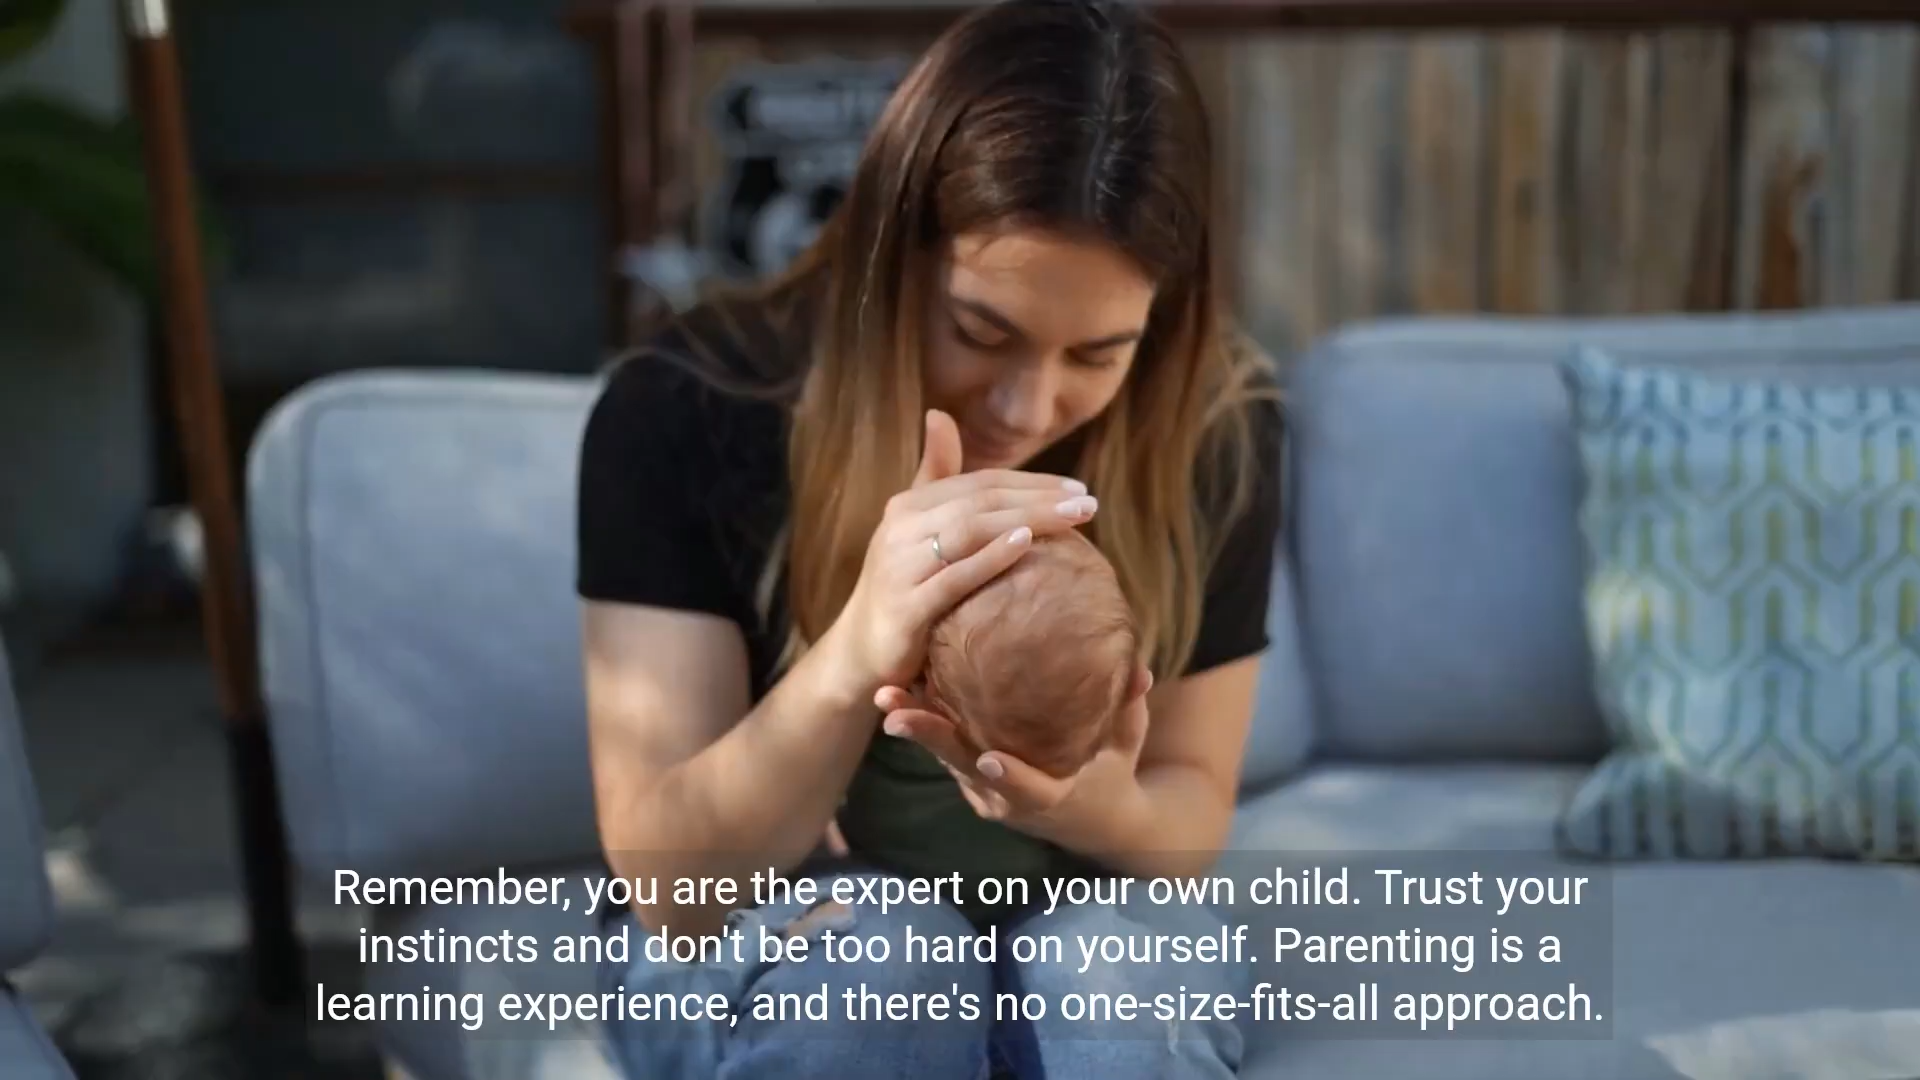 Remember, you are the expert on your own child. Trust your
instincts and don't be too hard on yourself. Parenting is a
learning experience, and there's no one-size-fits-all approach.